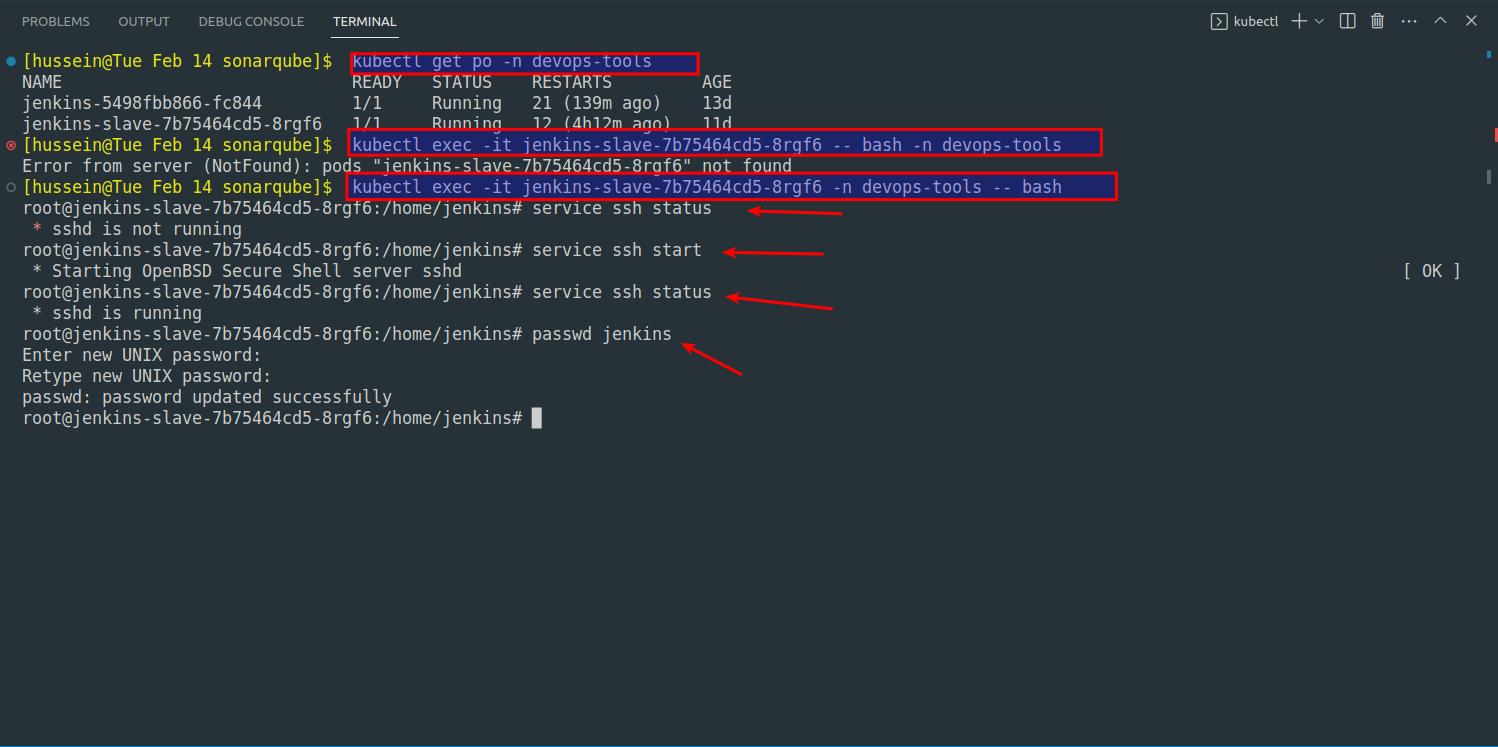 PROBLEMS OUTPUT DEBUG CONSOLE TERMINAL kubectl
[hussein@Tue Feb 14 sonarqube]$ kubectl get po -n devops-tools
NAME READY STATUS RESTARTS AGE
jenkins-5498fbb866-fc844 1/1 Running 21 (139m ago) 13d
jenkins-slave-7b75464cd5-8rgf6 1/1 Running 12 (4h12m ago) 11d
[hussein@Tue Feb 14 sonarqube]$ kubectl exec -it jenkins-slave-7b75464cd5-8rgf6 -- bash -n devops-tools
Error from server (NotFound): pods "jenkins-slave-7b75464cd5-8rgf6" not found
[hussein@Tue Feb 14 sonarqube]$ kubectl exec -it jenkins-slave-7b75464cd5-8rgf6 -n devops-tools -- bash
root@jenkins-slave-7b75464cd5-8rgf6:/home/jenkins# service ssh status
* sshd is not running
root@jenkins-slave-7b75464cd5-8rgf6:/home/jenkins# service ssh start
* Starting OpenBSD Secure Shell server sshd [ OK ]
root@jenkins-slave-7b75464cd5-8rgf6:/home/jenkins# service ssh status
* sshd is running
root@jenkins-slave-7b75464cd5-8rgf6:/home/jenkins# passwd jenkins
Enter new UNIX password:
Retype new UNIX password:
passwd: password updated successfully
root@jenkins-slave-7b75464cd5-8rgf6:/home/jenkins#